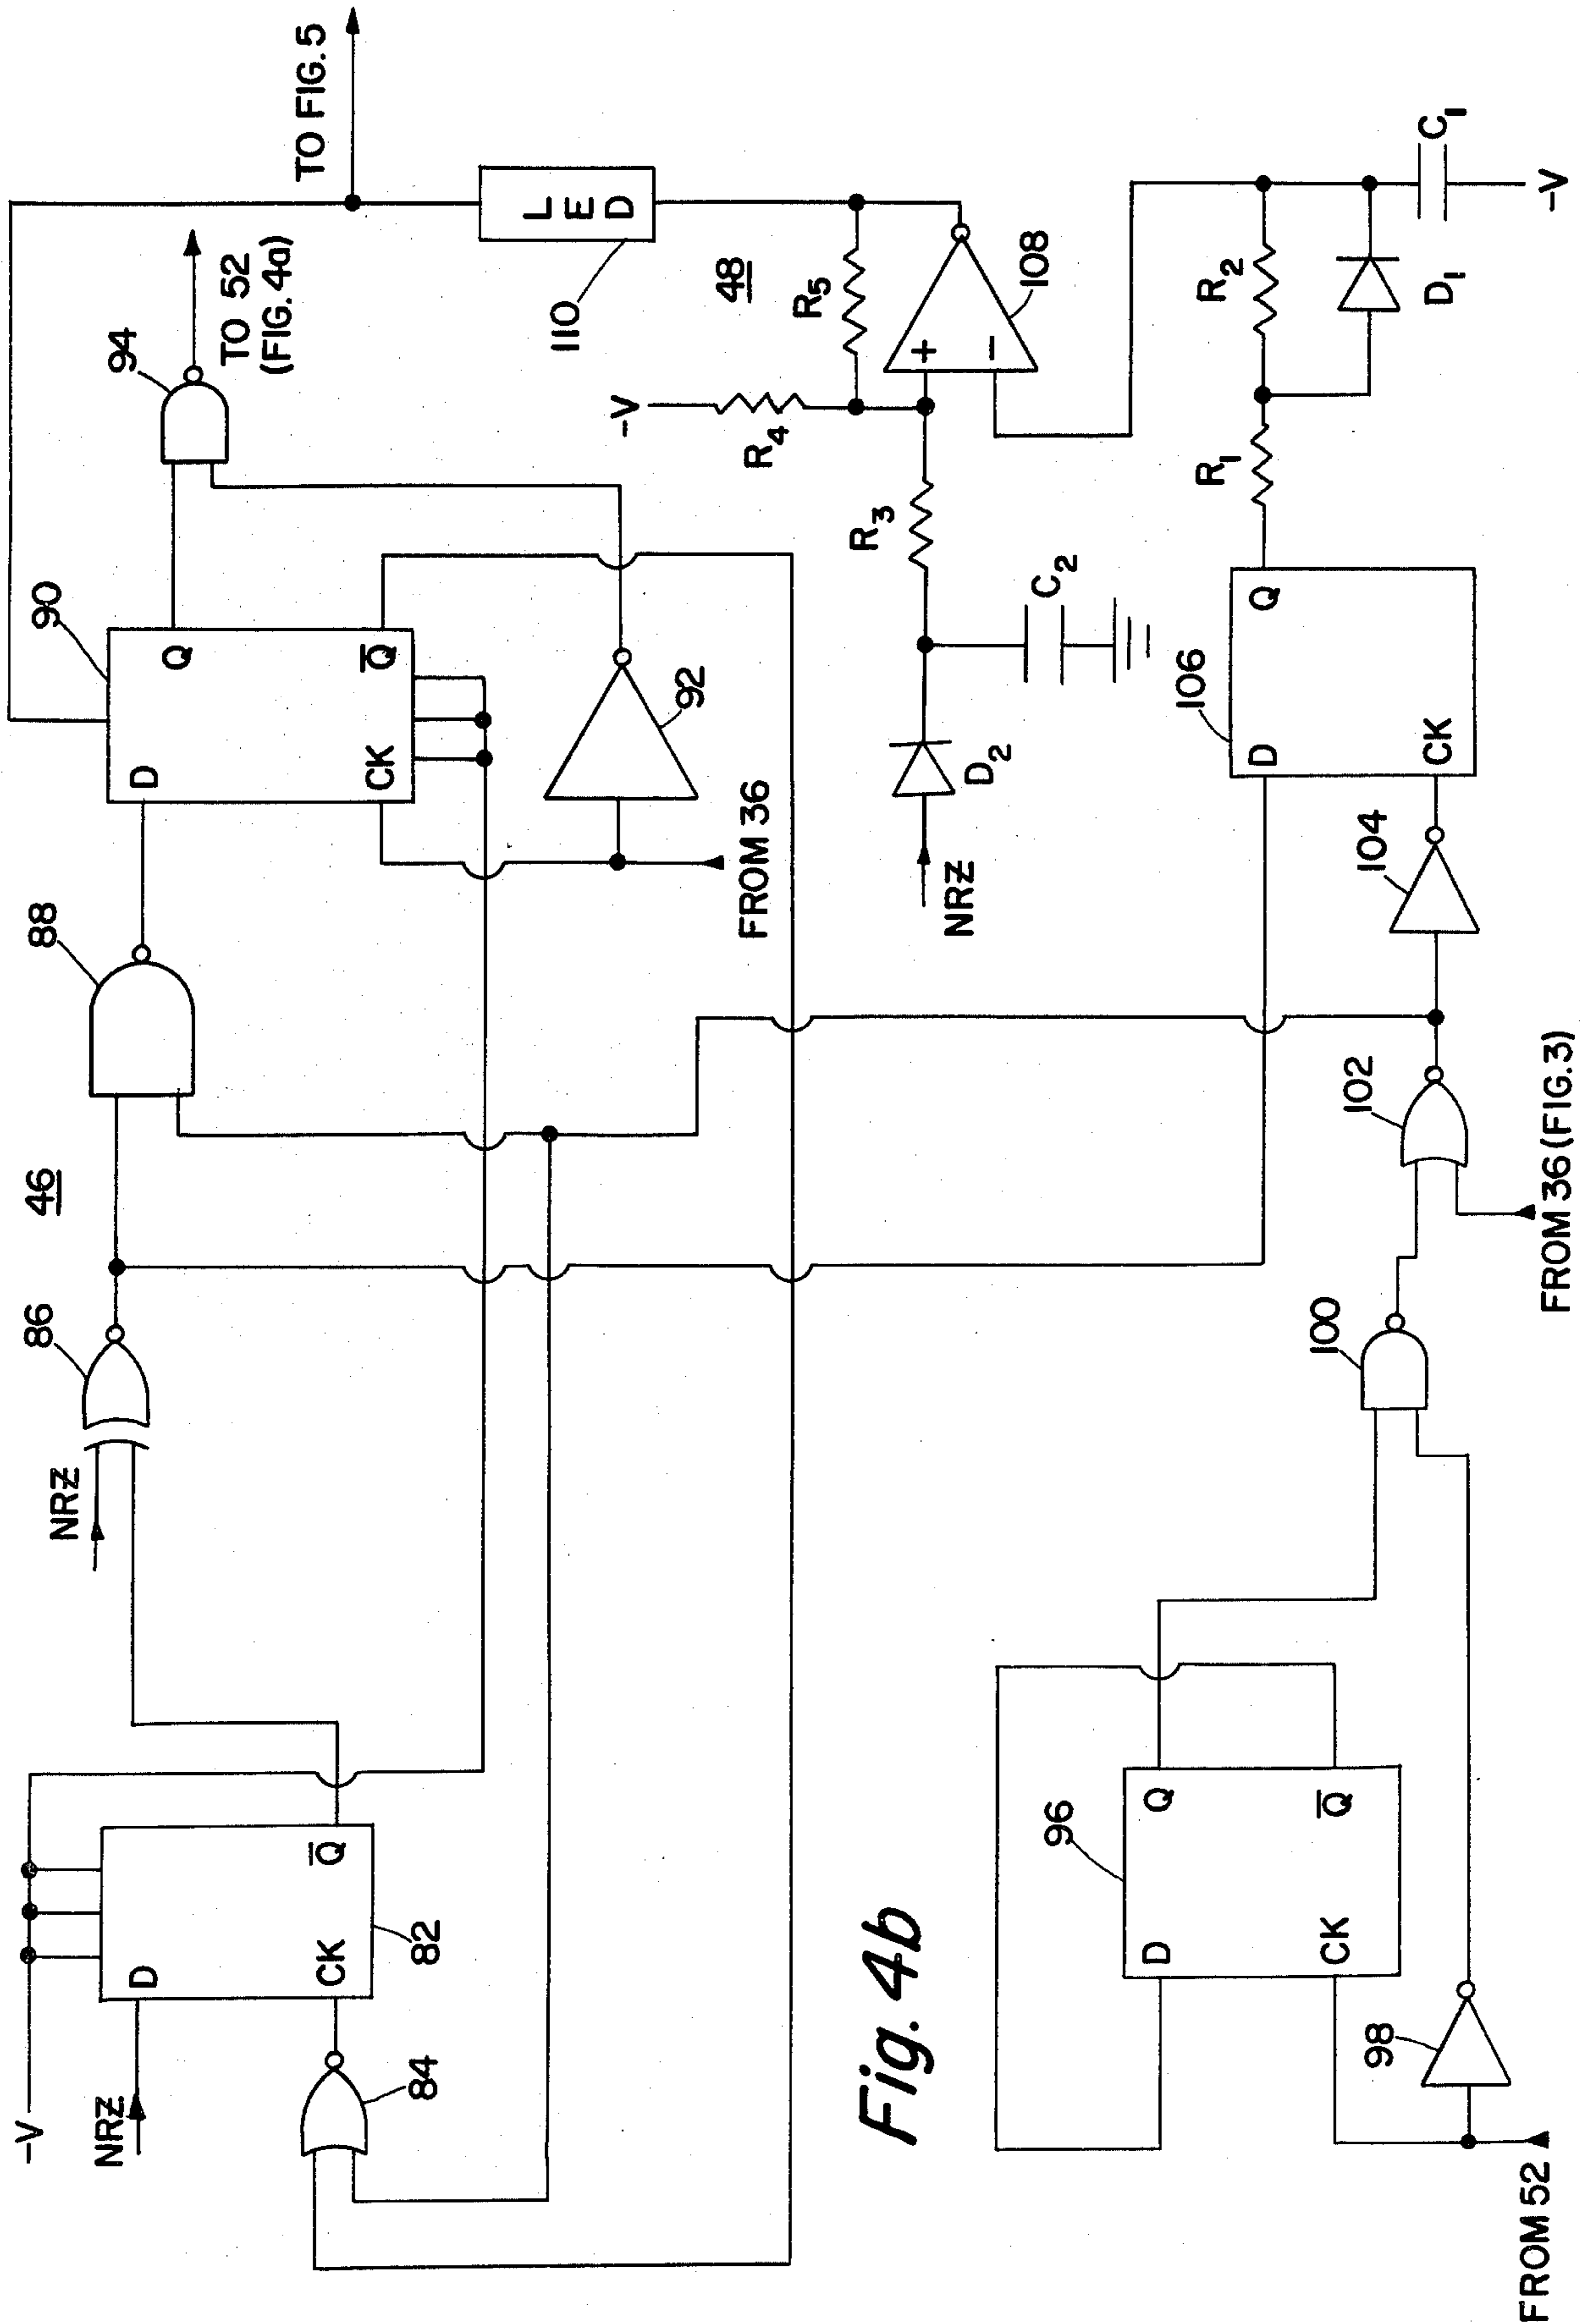 -V
NRZ
D
CK
Q̅
82
84
NRZ
86
46
88
D
CK
Q
Q̅
90
92
FROM 36
94
TO 52
(FIG. 4a)
TO FIG. 5
LED
110
48
R5
-V
R4
R3
+
-
108
NRZ
D2
C2
R1
R2
D1
C1
-V
106
D
CK
Q
104
102
FROM 36 (FIG. 3)
100
96
D
CK
Q
Q̅
98
FROM 52
Fig. 4b